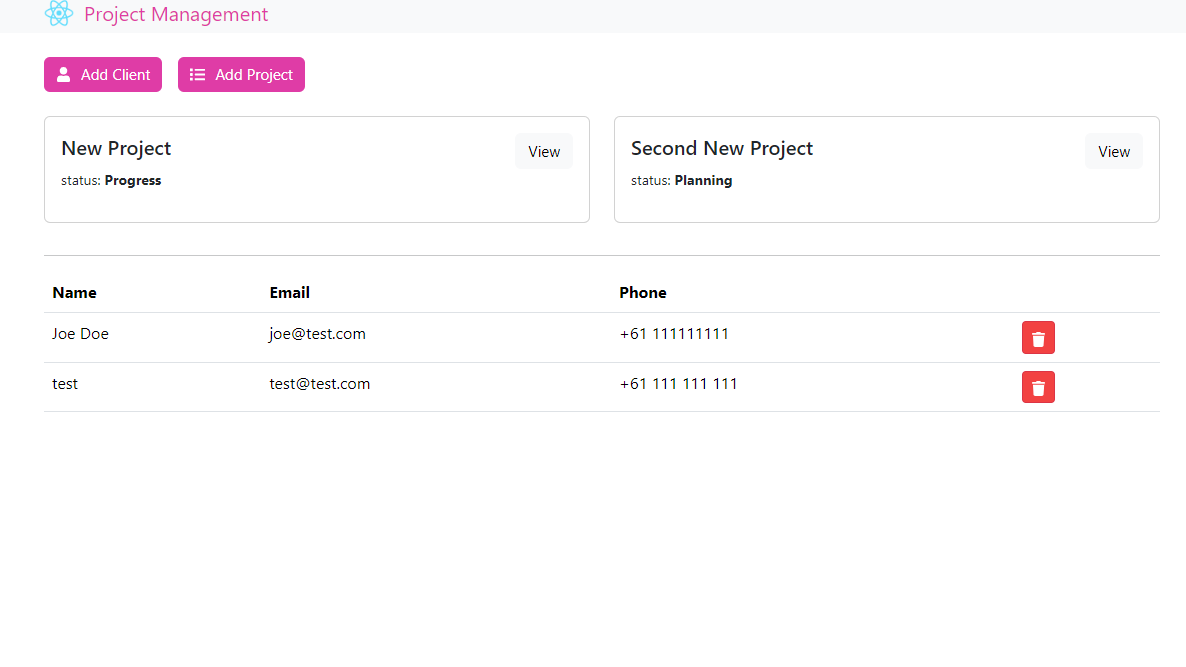 Project Management
Add Client Add Project
New Project View
status: Progress
Second New Project View
status: Planning
Name Email Phone
Joe Doe joe@test.com +61 111111111
test test@test.com +61 111 111 111